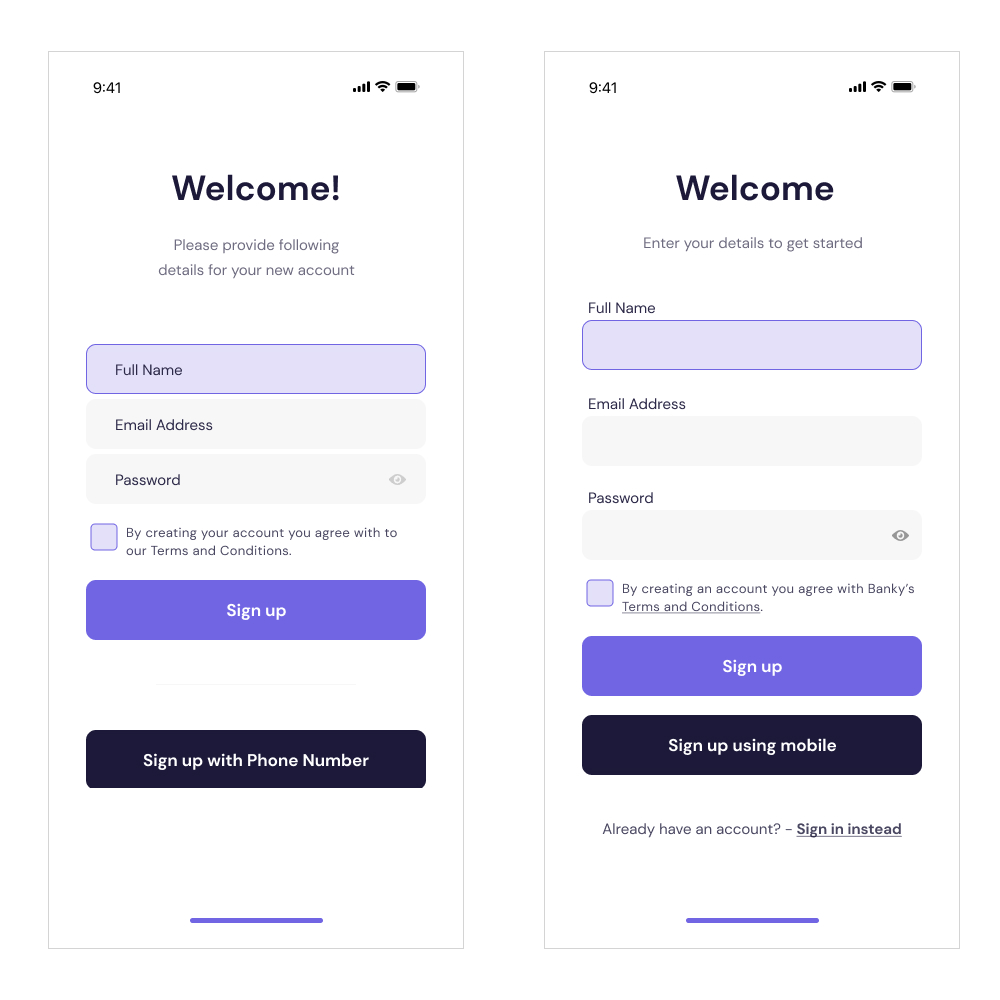 9:41
Welcome!
Please provide following
details for your new account
Full Name
Email Address
Password
By creating your account you agree with to
our Terms and Conditions.
Sign up
Sign up with Phone Number
9:41
Welcome
Enter your details to get started
Full Name
Email Address
Password
By creating an account you agree with Banky’s
Terms and Conditions.
Sign up
Sign up using mobile
Already have an account? - Sign in instead